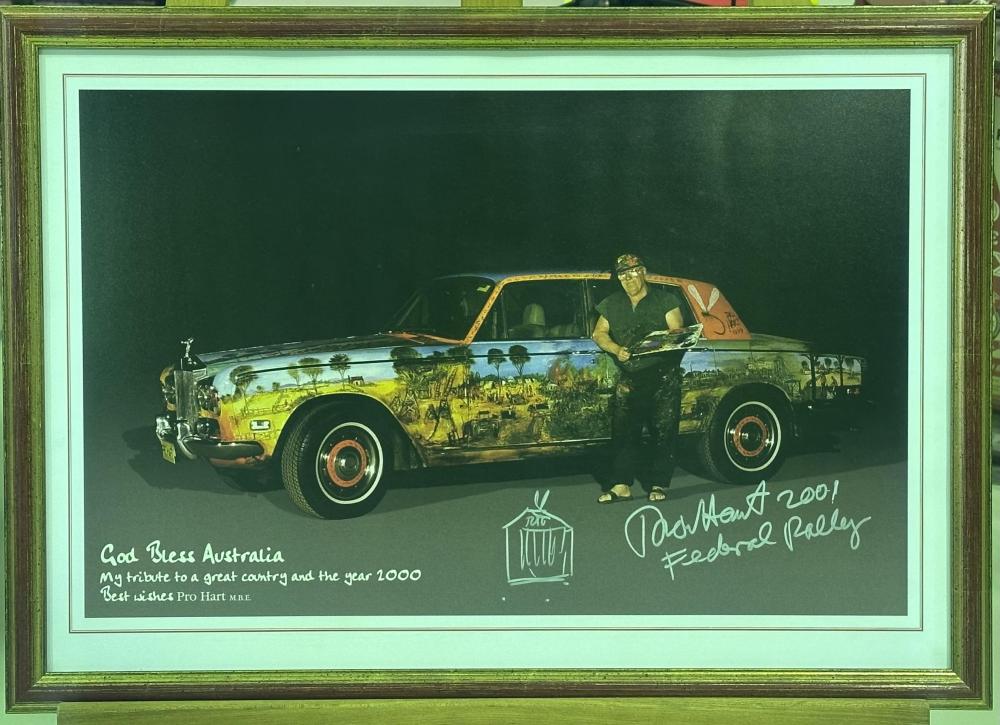 God Bless Australia
My tribute to a great country and the year 2000
Best wishes Pro Hart M.B.E.
Pro Hart 2001
Federal Rally